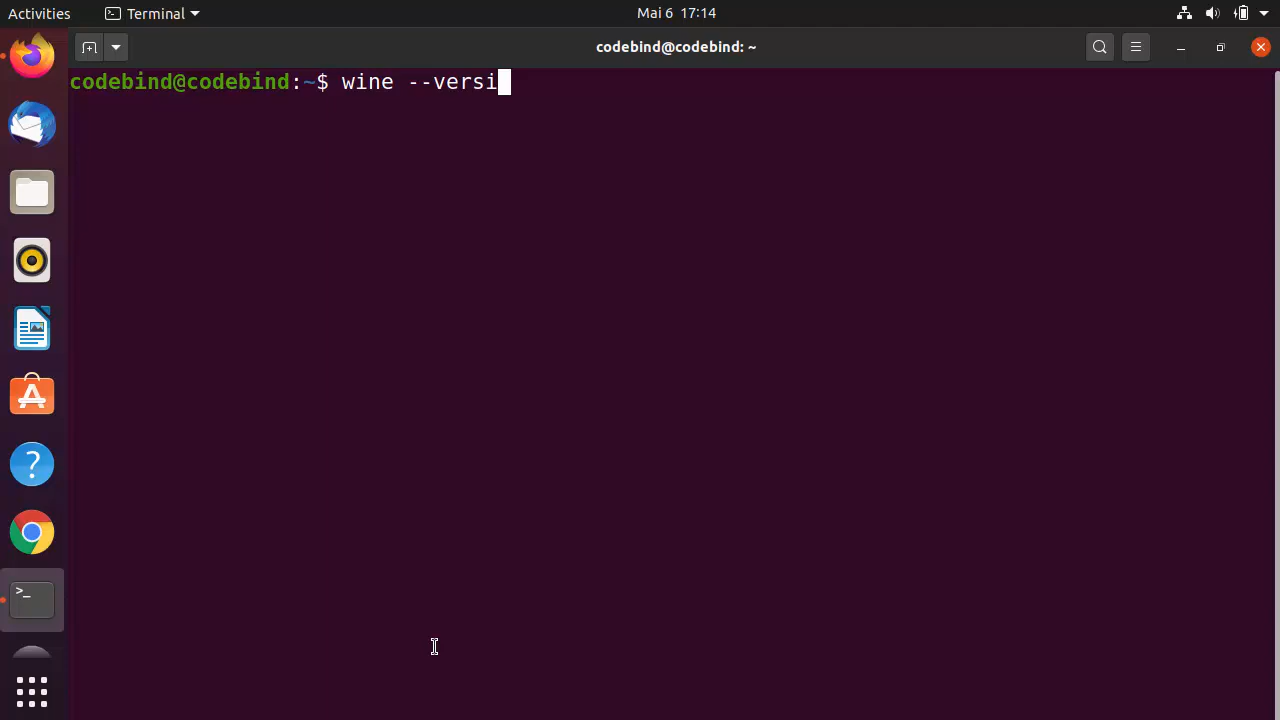 Activities Terminal Mai 6 17:14
codebind@codebind: ~
codebind@codebind:~$ wine --versi